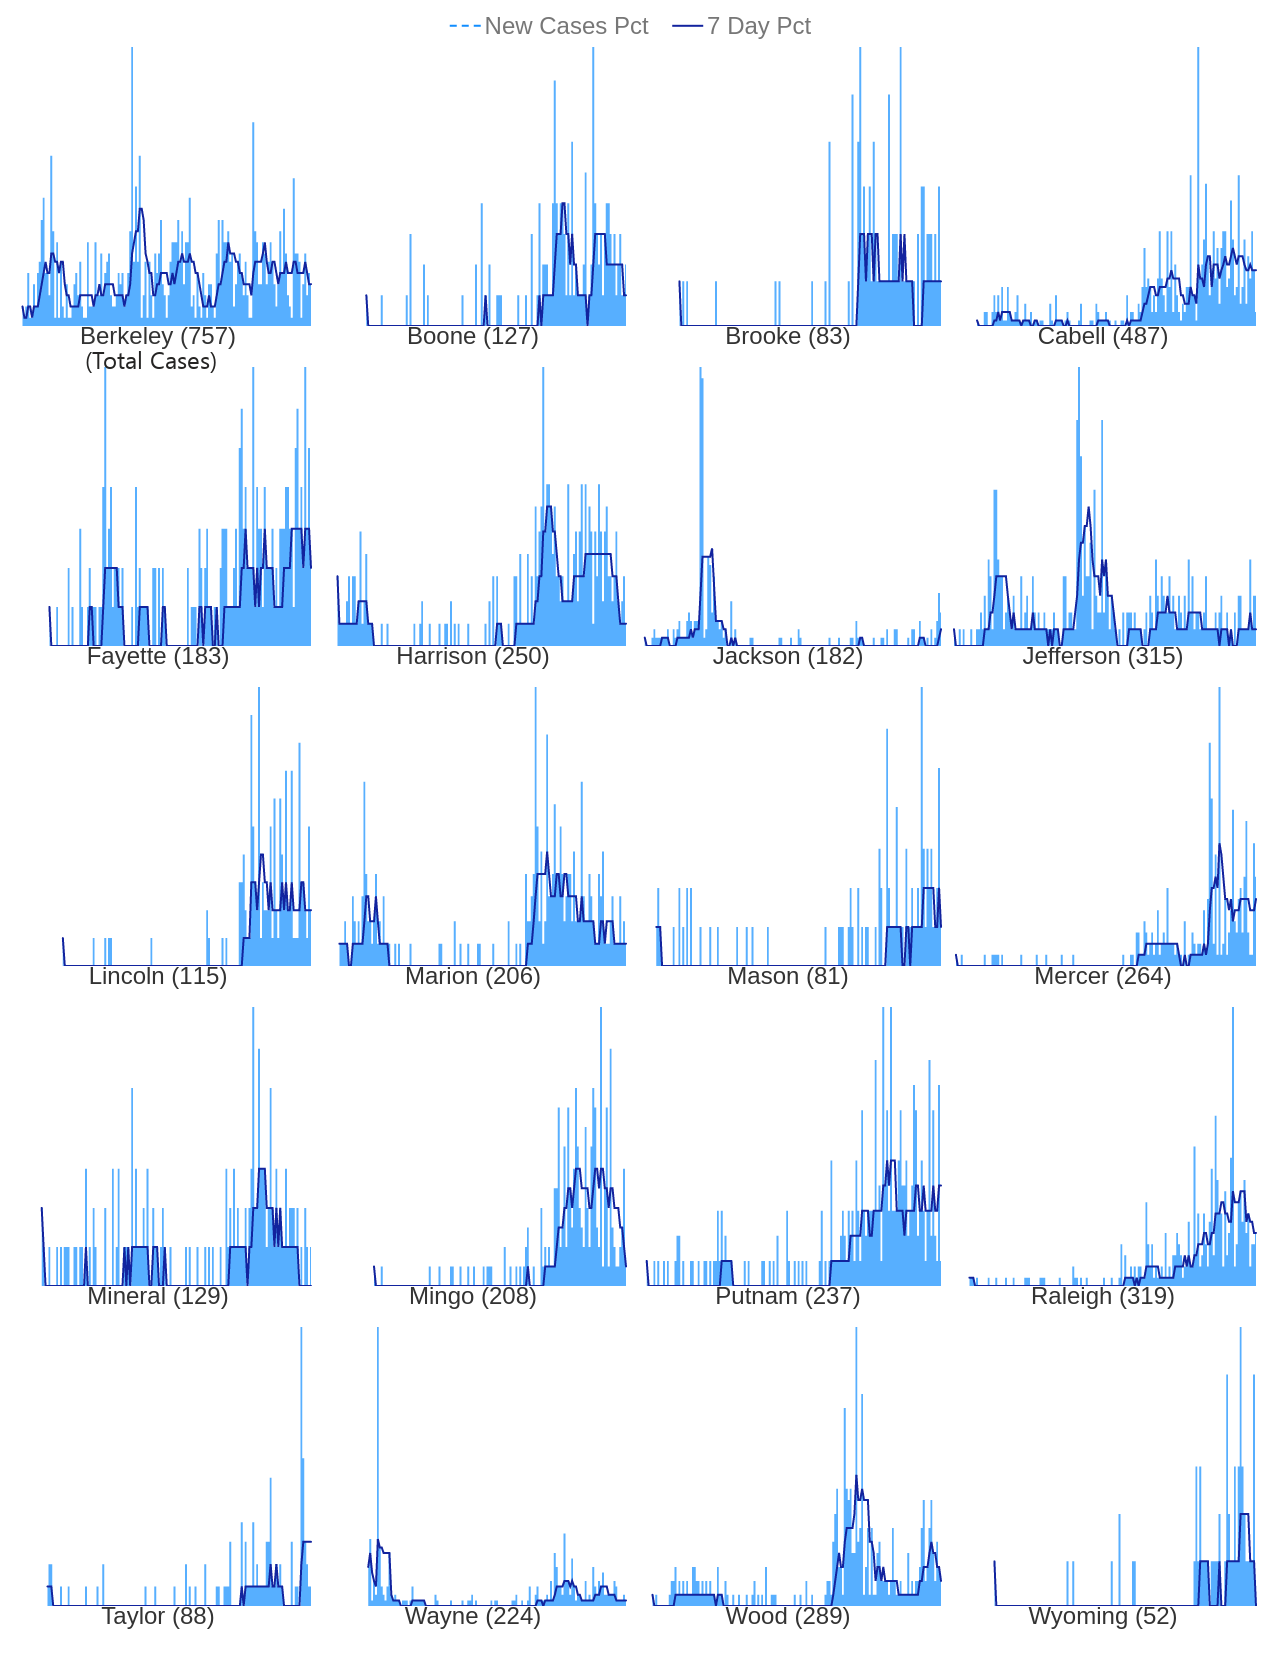 New Cases Pct 7 Day Pct
Berkeley (757) Boone (127) Brooke (83) Cabell (487)
(Total Cases)
Fayette (183) Harrison (250) Jackson (182) Jefferson (315)
Lincoln (115) Marion (206) Mason (81) Mercer (264)
Mineral (129) Mingo (208) Putnam (237) Raleigh (319)
Taylor (88) Wayne (224) Wood (289) Wyoming (52)